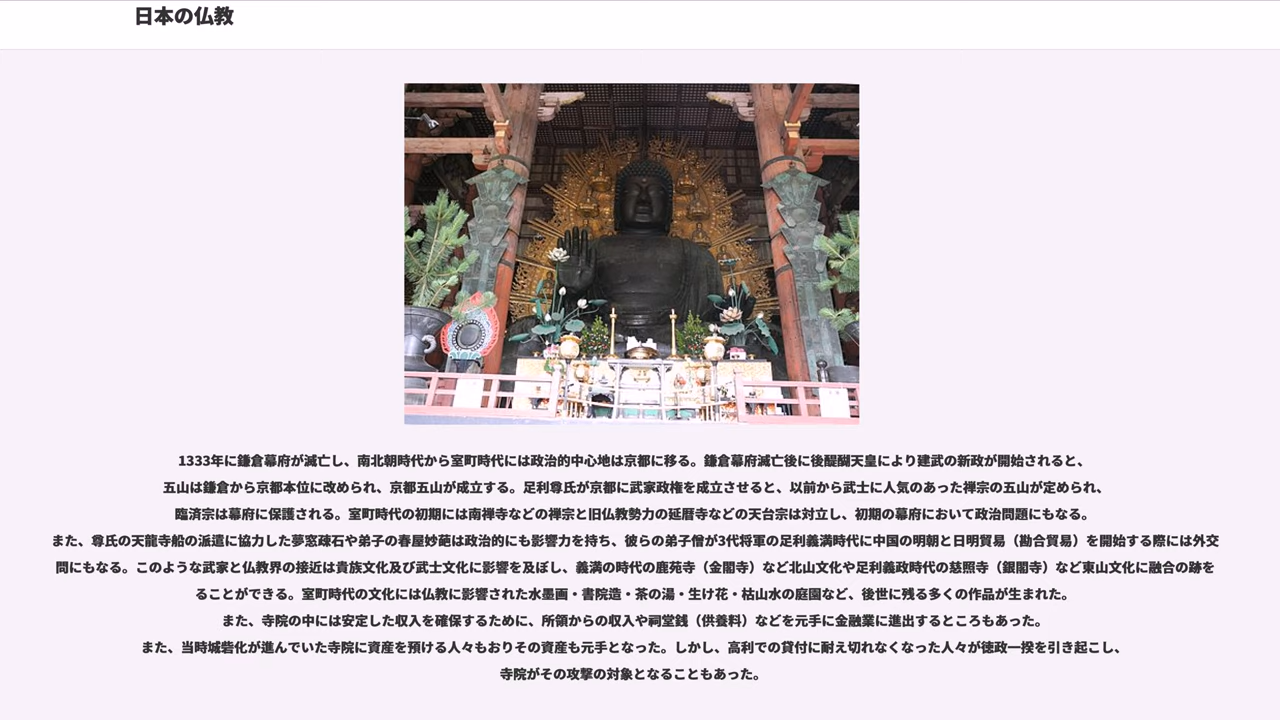 日本の仏教
1333年に鎌倉幕府が滅亡し、南北朝時代から室町時代には政治的中心地は京都に移る。鎌倉幕府滅亡後に後醍醐天皇により建武の新政が開始されると、
五山は鎌倉から京都本位に改められ、京都五山が成立する。足利尊氏が京都に武家政権を成立させると、以前から武士に人気のあった禅宗の五山が定められ、
臨済宗は幕府に保護される。室町時代の初期には南禅寺などの禅宗と旧仏教勢力の延暦寺などの天台宗は対立し、初期の幕府において政治問題にもなる。
また、尊氏の天龍寺船の派遣に協力した夢窓疎石や弟子の春屋妙葩は政治的にも影響力を持ち、彼らの弟子僧が3代将軍の足利義満時代に中国の明朝と日明貿易（勘合貿易）を開始する際には外交
問にもなる。このような武家と仏教界の接近は貴族文化及び武士文化に影響を及ぼし、義満の時代の鹿苑寺（金閣寺）など北山文化や足利義政時代の慈照寺（銀閣寺）など東山文化に融合の跡を
ることができる。室町時代の文化には仏教に影響された水墨画・書院造・茶の湯・生け花・枯山水の庭園など、後世に残る多くの作品が生まれた。
また、寺院の中には安定した収入を確保するために、所領からの収入や祠堂銭（供養料）などを元手に金融業に進出するところもあった。
また、当時城砦化が進んでいた寺院に資産を預ける人々もおりその資産も元手となった。しかし、高利での貸付に耐え切れなくなった人々が徳政一揆を引き起こし、
寺院がその攻撃の対象となることもあった。